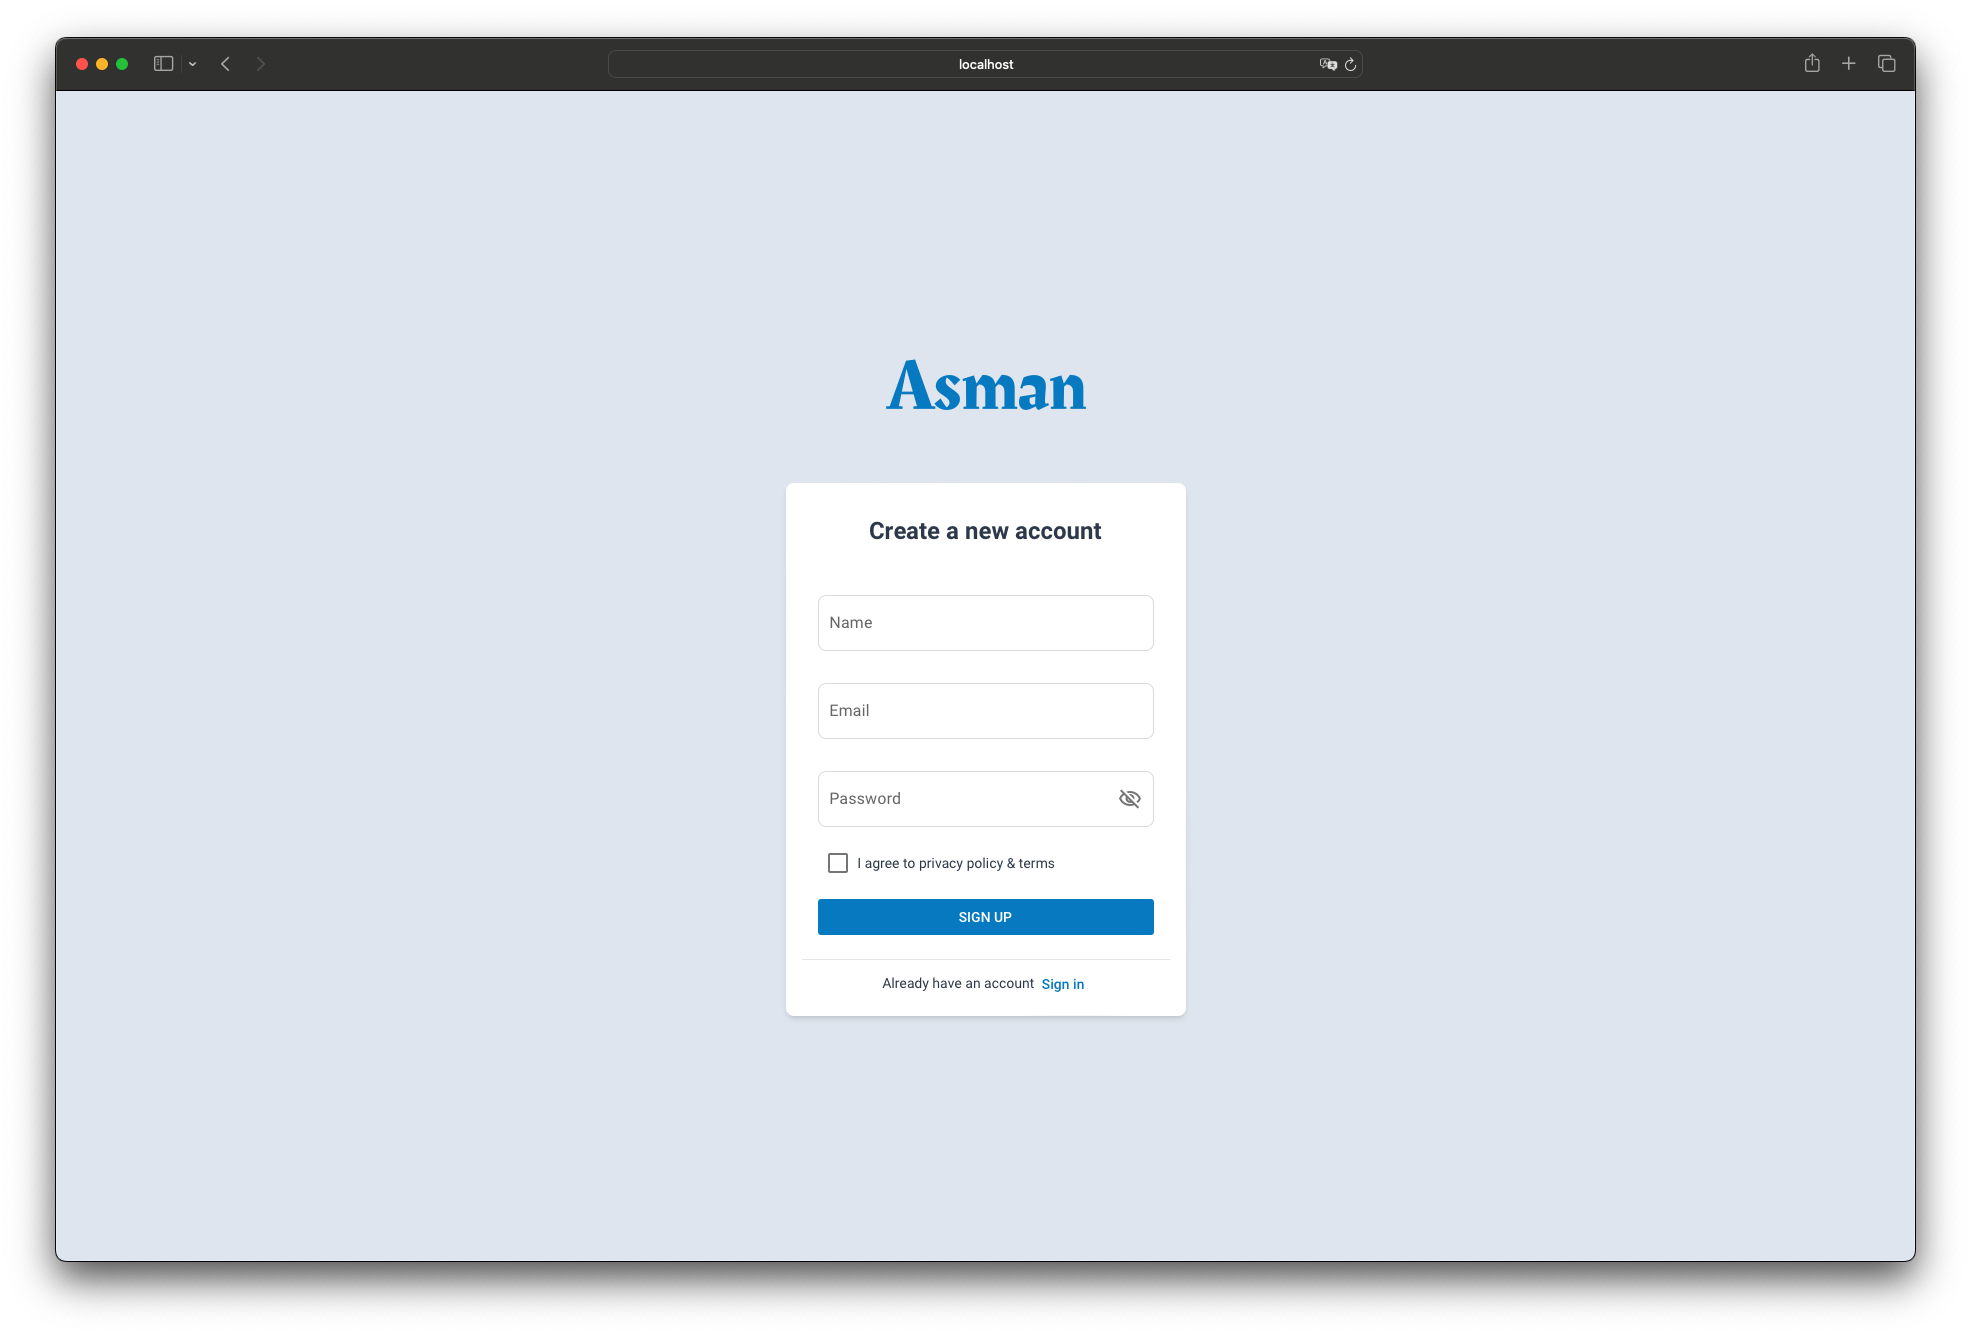 localhost
Asman
Create a new account
Name
Email
Password
I agree to privacy policy & terms
SIGN UP
Already have an account Sign in